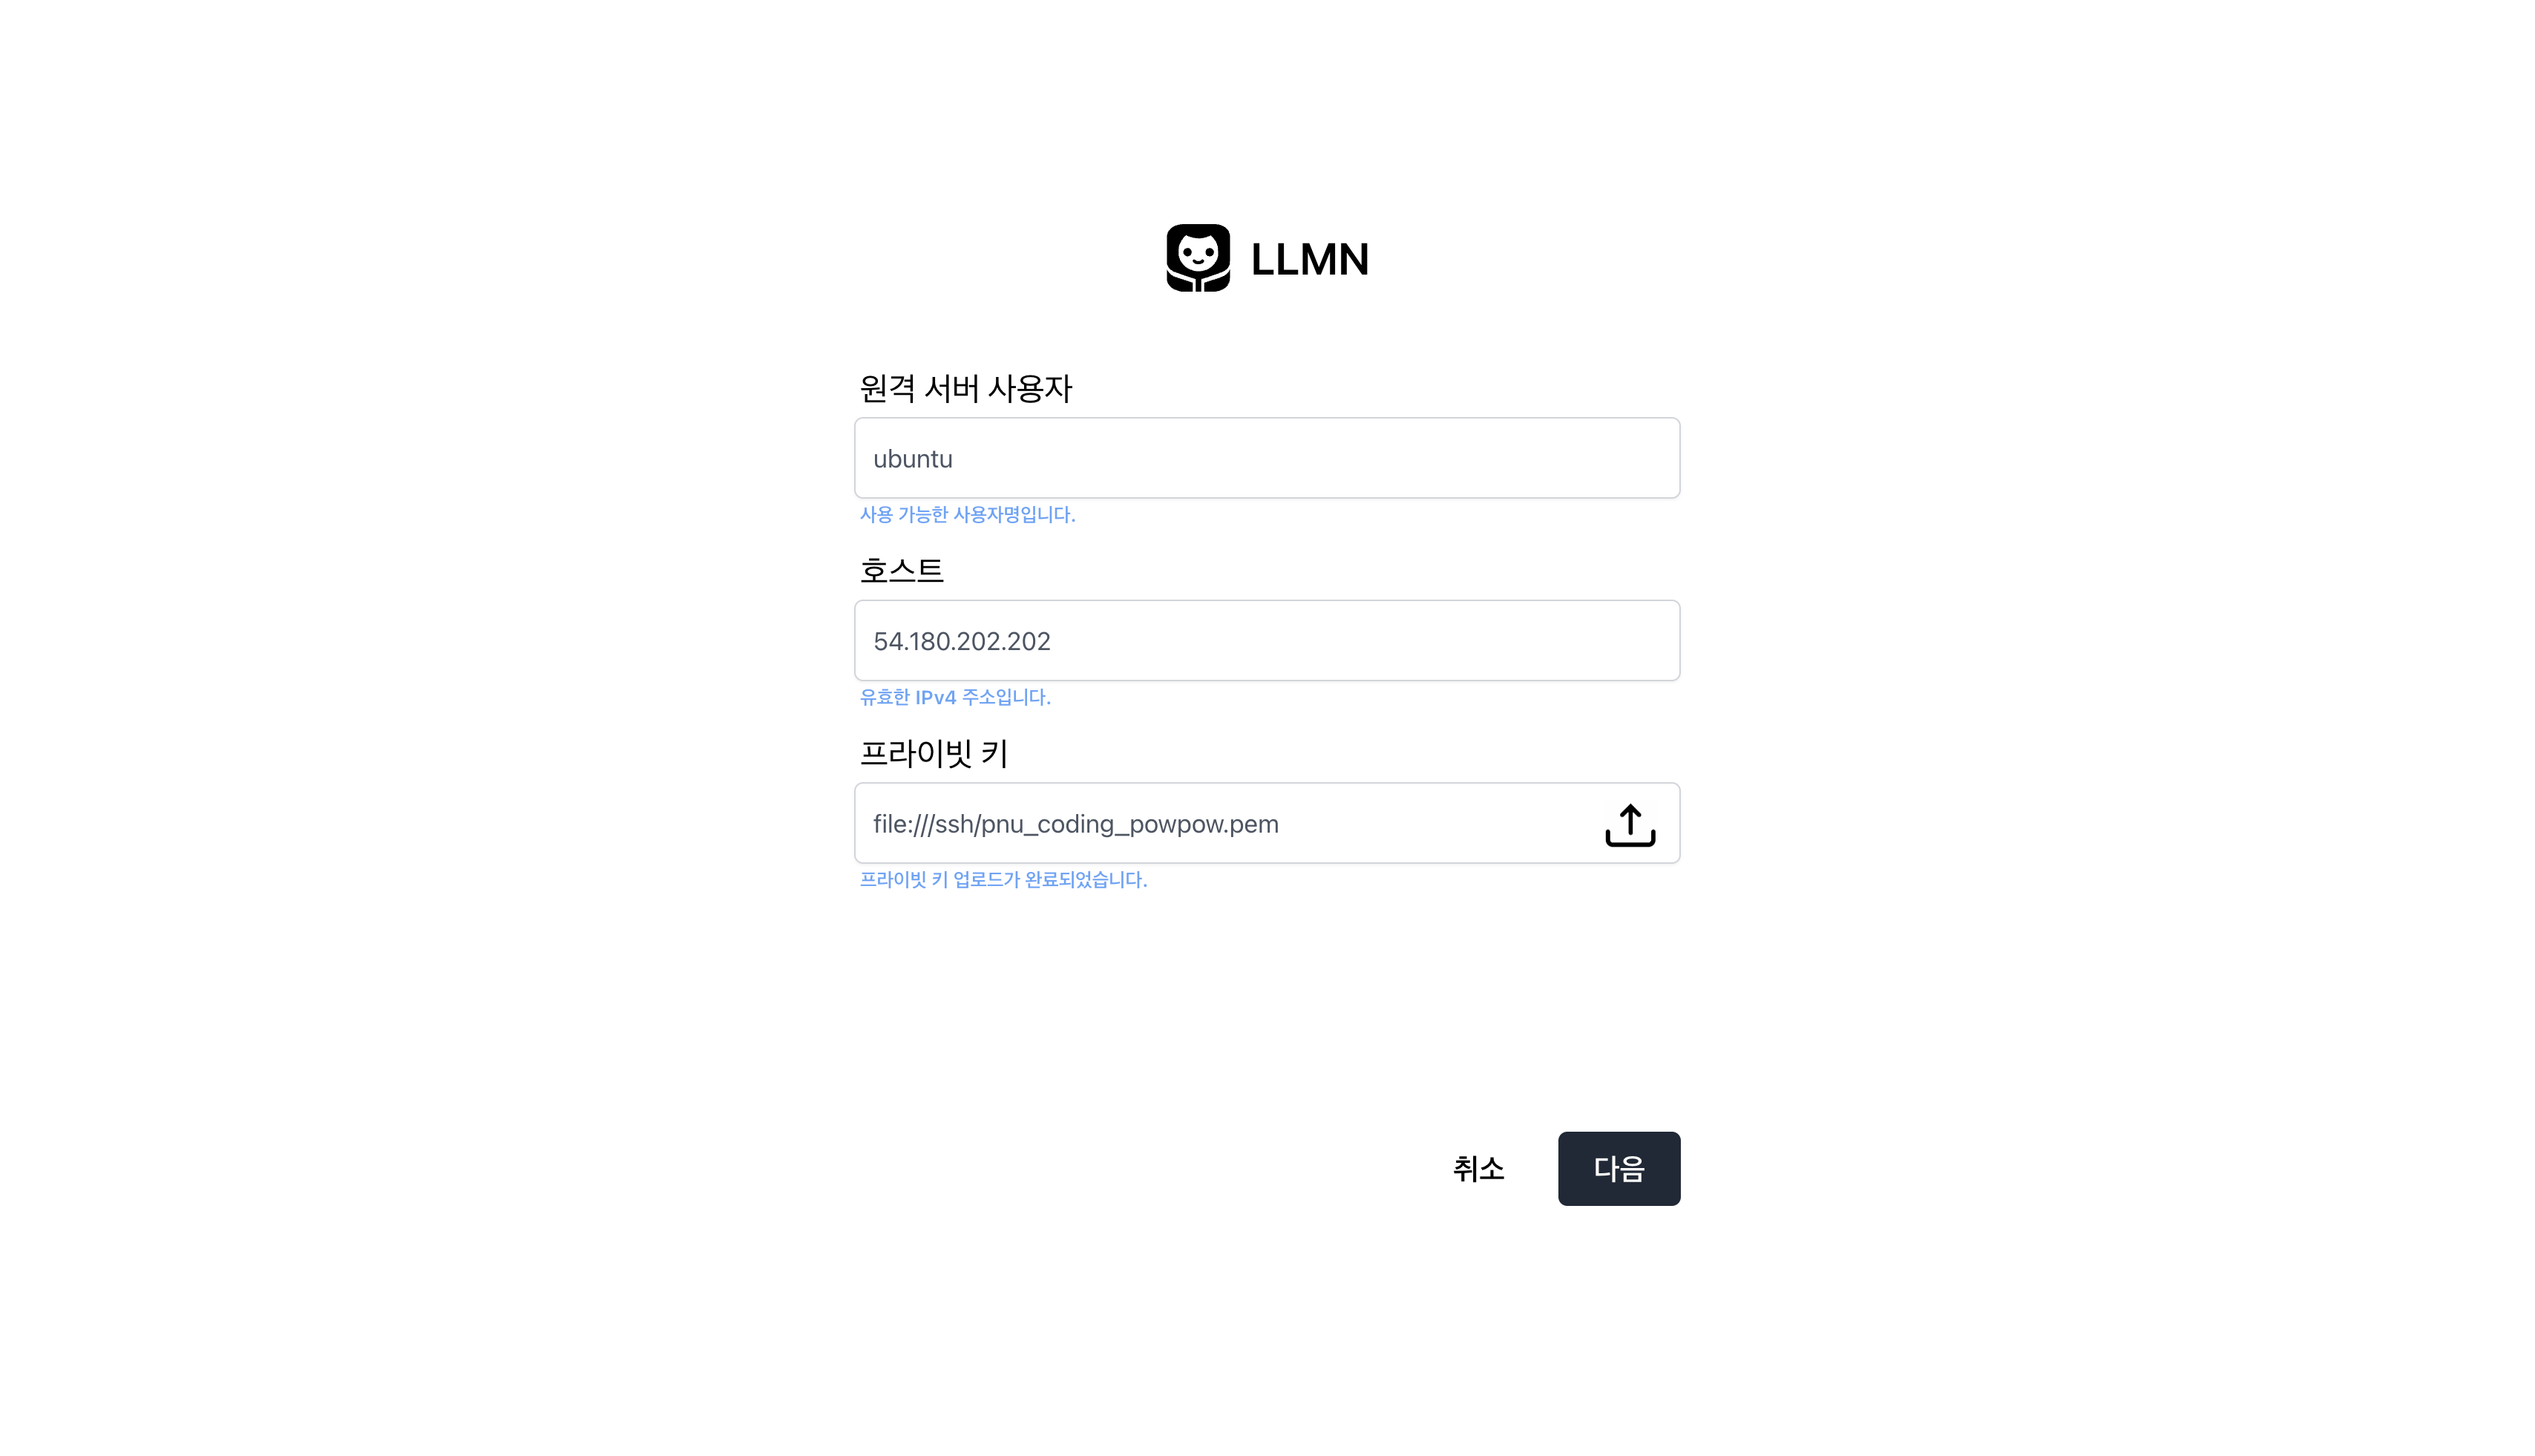 LLMN
원격 서버 사용자
ubuntu
사용 가능한 사용자명입니다.
호스트
54.180.202.202
유효한 IPv4 주소입니다.
프라이빗 키
file:///ssh/pnu_coding_powpow.pem
프라이빗 키 업로드가 완료되었습니다.
취소 다음